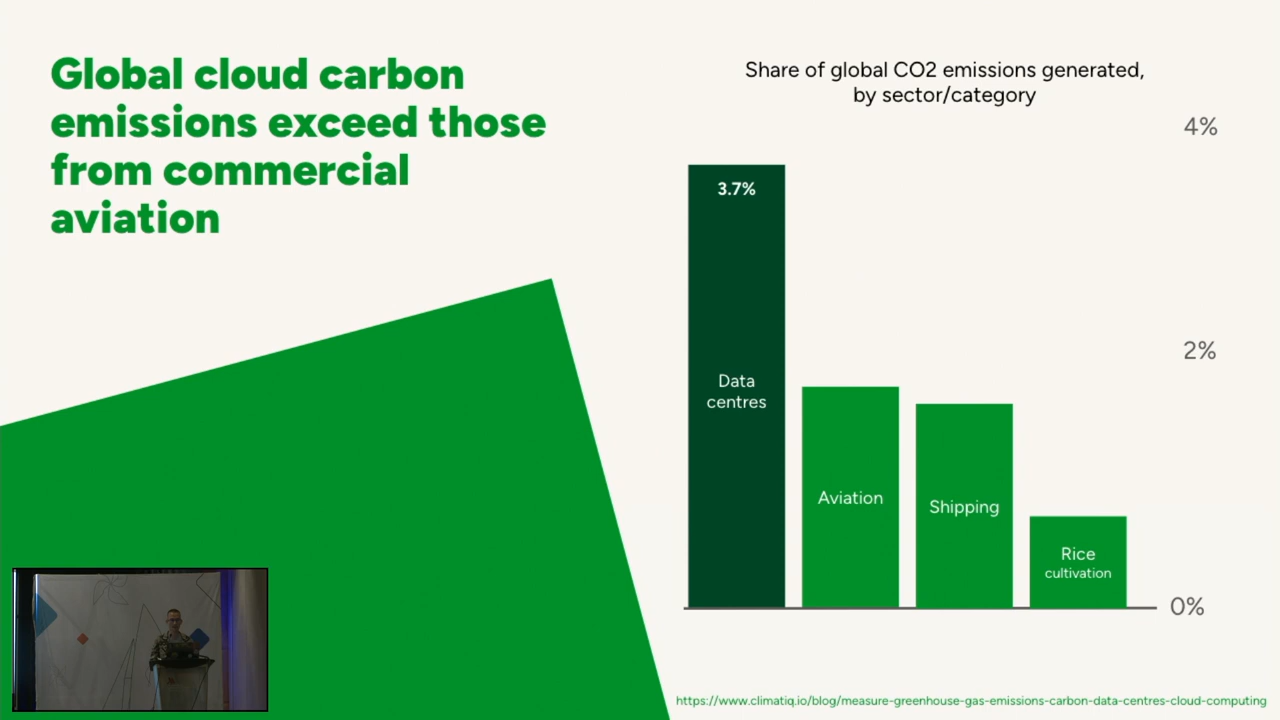 Global cloud carbon
emissions exceed those
from commercial
aviation
Share of global CO2 emissions generated,
by sector/category
4%
2%
0%
3.7%
Data
centres
Aviation
Shipping
Rice
cultivation
https://www.climatiq.io/blog/measure-greenhouse-gas-emissions-carbon-data-centres-cloud-computing